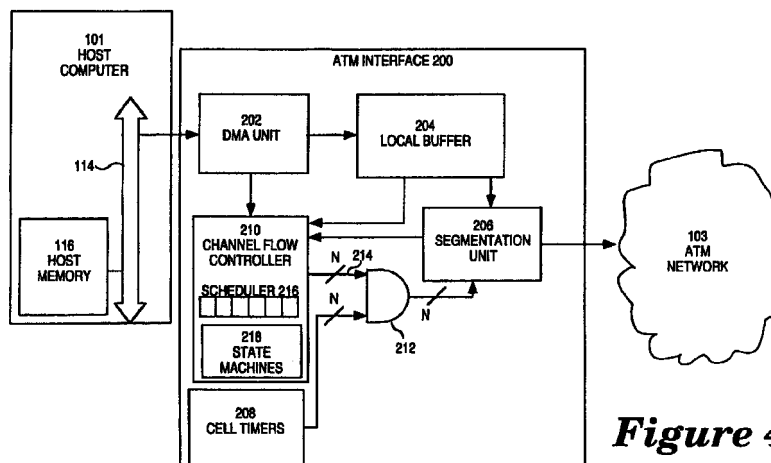 101
HOST
COMPUTER
114
116
HOST
MEMORY
ATM INTERFACE 200
202
DMA UNIT
204
LOCAL BUFFER
210
CHANNEL FLOW
CONTROLLER
SCHEDULER 216
218
STATE
MACHINES
N
214
N
212
N
206
SEGMENTATION
UNIT
208
CELL TIMERS
103
ATM
NETWORK
Figure 4